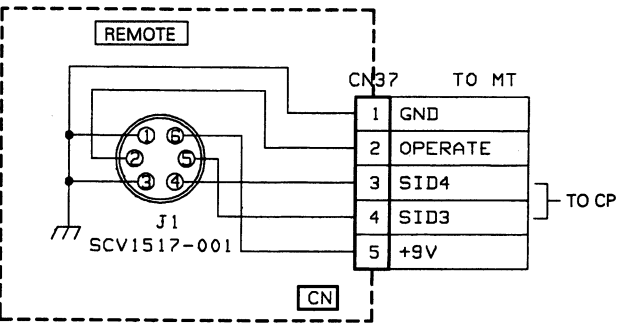 REMOTE
CN37 TO MT
1 GND
2 OPERATE
3 SID4
4 SID3
5 +9V
TO CP
1 6
2 5
3 4
J1
SCV1517-001
CN